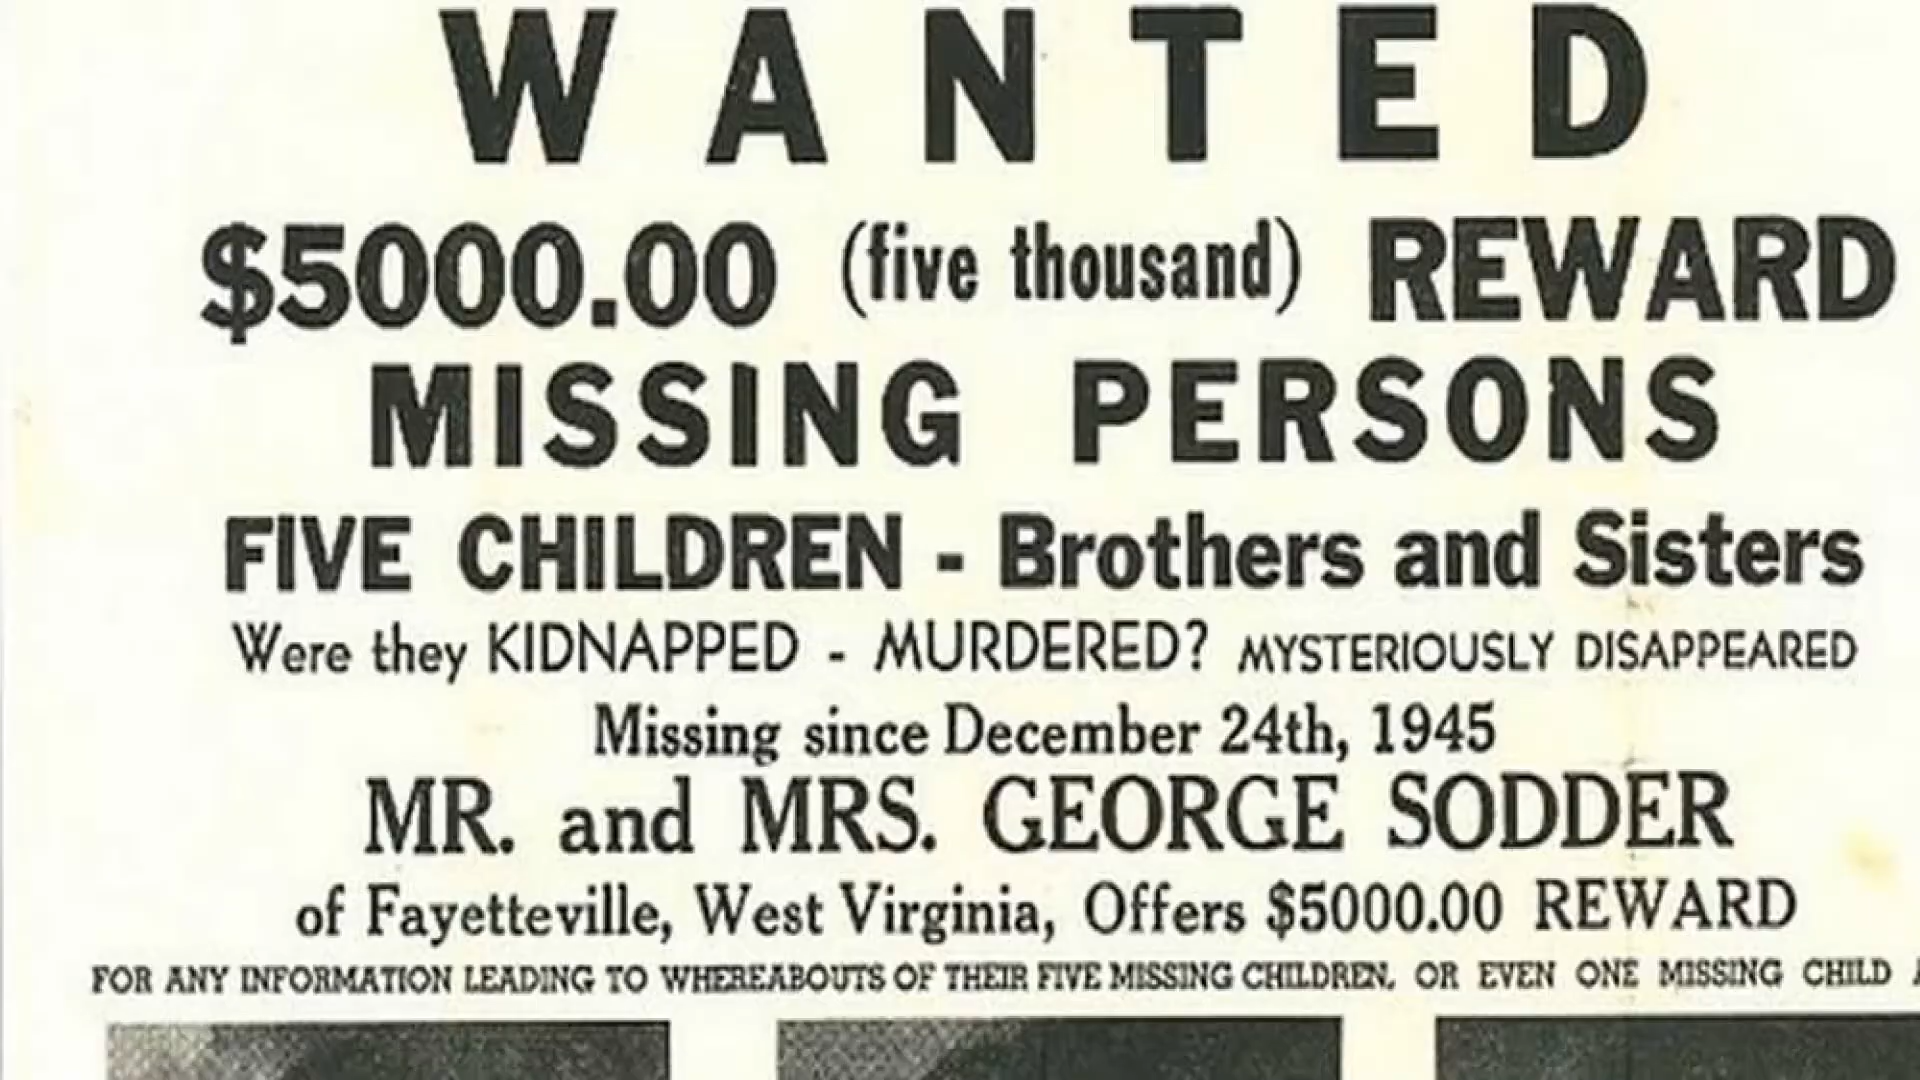 WANTED
$5000.00 (five thousand) REWARD
MISSING PERSONS
FIVE CHILDREN - Brothers and Sisters
Were they KIDNAPPED - MURDERED? MYSTERIOUSLY DISAPPEARED
Missing since December 24th, 1945
MR. and MRS. GEORGE SODDER
of Fayetteville, West Virginia, Offers $5000.00 REWARD
FOR ANY INFORMATION LEADING TO WHEREABOUTS OF THEIR FIVE MISSING CHILDREN, OR EVEN ONE MISSING CHILD